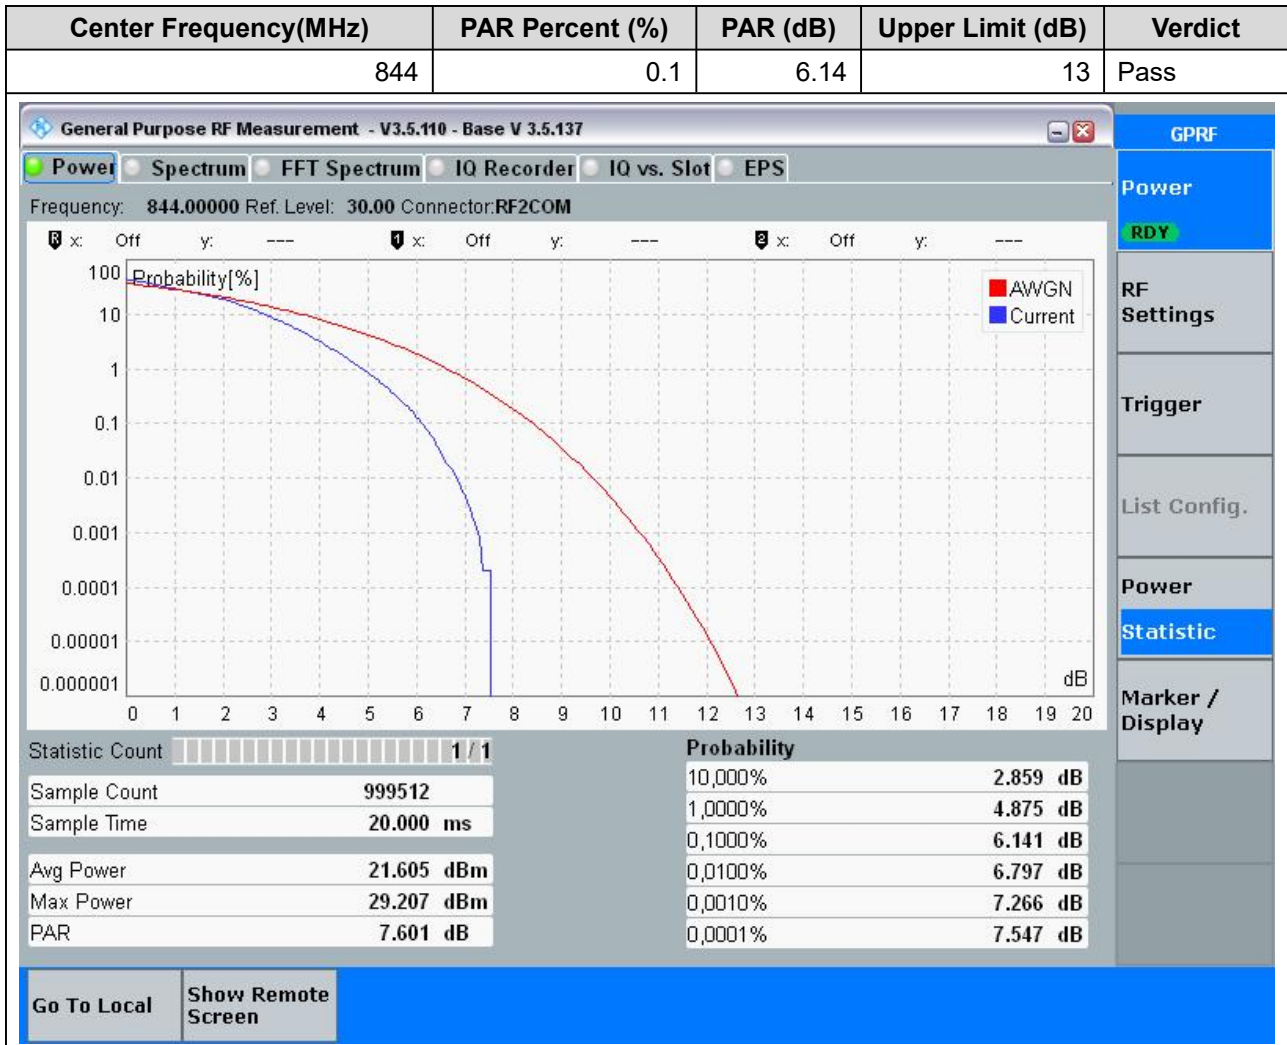 Center Frequency(MHz) PAR Percent (%) PAR (dB) Upper Limit (dB) Verdict
844 0.1 6.14 13 Pass
General Purpose RF Measurement - V3.5.110 - Base V 3.5.137
GPRF
Power Spectrum FFT Spectrum IQ Recorder IQ vs. Slot EPS
Power
RDY
Frequency: 844.00000 Ref. Level: 30.00 Connector:RF2COM
R x: Off y: --- 1 x: Off y: --- 2 x: Off y: ---
Probability[%]
AWGN
Current
100
10
1
0.1
0.01
0.001
0.0001
0.00001
0.000001
dB
0 1 2 3 4 5 6 7 8 9 10 11 12 13 14 15 16 17 18 19 20
RF
Settings
Trigger
List Config.
Power
Statistic
Marker /
Display
Statistic Count 1 / 1
Sample Count 999512
Sample Time 20.000 ms
Avg Power 21.605 dBm
Max Power 29.207 dBm
PAR 7.601 dB
Probability
10,000% 2.859 dB
1,0000% 4.875 dB
0,1000% 6.141 dB
0,0100% 6.797 dB
0,0010% 7.266 dB
0,0001% 7.547 dB
Go To Local
Show Remote
Screen